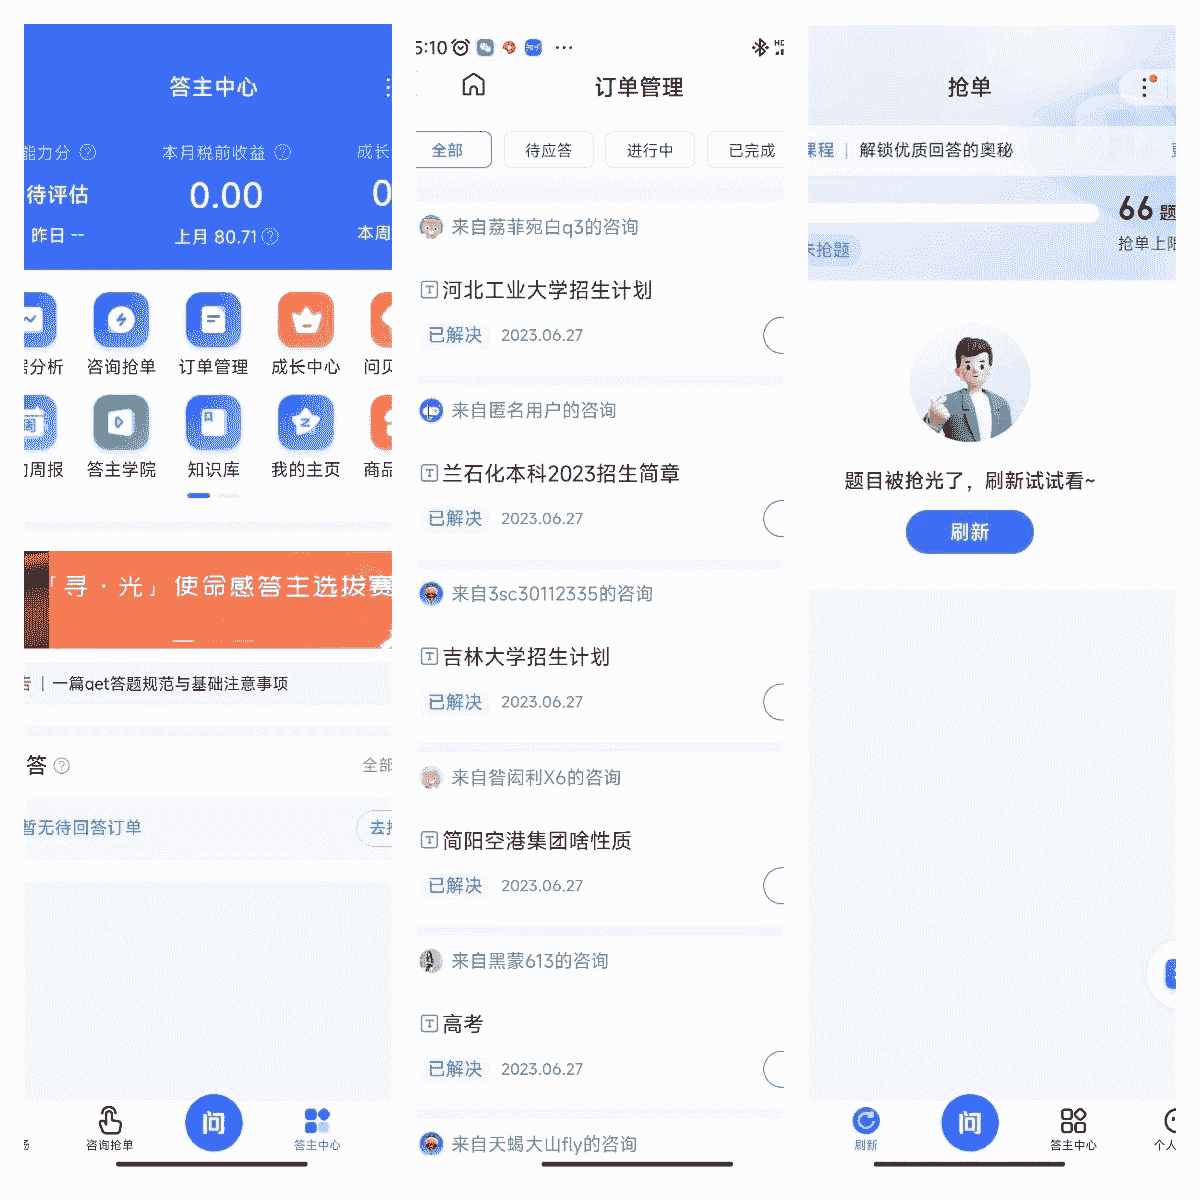 答主中心
能力分
本月税前收益
成长
待评估
0.00
0
昨日 --
上月 80.71
本周
分析
咨询抢单
订单管理
成长中心
问贝
周报
答主学院
知识库
我的主页
商品
「寻·光」使命感答主选拔赛
告 | 一篇get答题规范与基础注意事项
答
全部
暂无待回答订单
去抢
咨询抢单
问
答主中心
5:10
知乎
HD
订单管理
全部
待应答
进行中
已完成
来自荔菲宛白q3的咨询
T 河北工业大学招生计划
已解决 2023.06.27
来自匿名用户的咨询
T 兰石化本科2023招生简章
已解决 2023.06.27
来自3sc30112335的咨询
T 吉林大学招生计划
已解决 2023.06.27
来自昝闳利X6的咨询
T 简阳空港集团啥性质
已解决 2023.06.27
来自黑蒙613的咨询
T 高考
已解决 2023.06.27
来自天蝎大山fly的咨询
抢单
课程 | 解锁优质回答的奥秘
66 题
抢单上限
未抢题
题目被抢光了，刷新试试看~
刷新
刷新
问
答主中心
个人